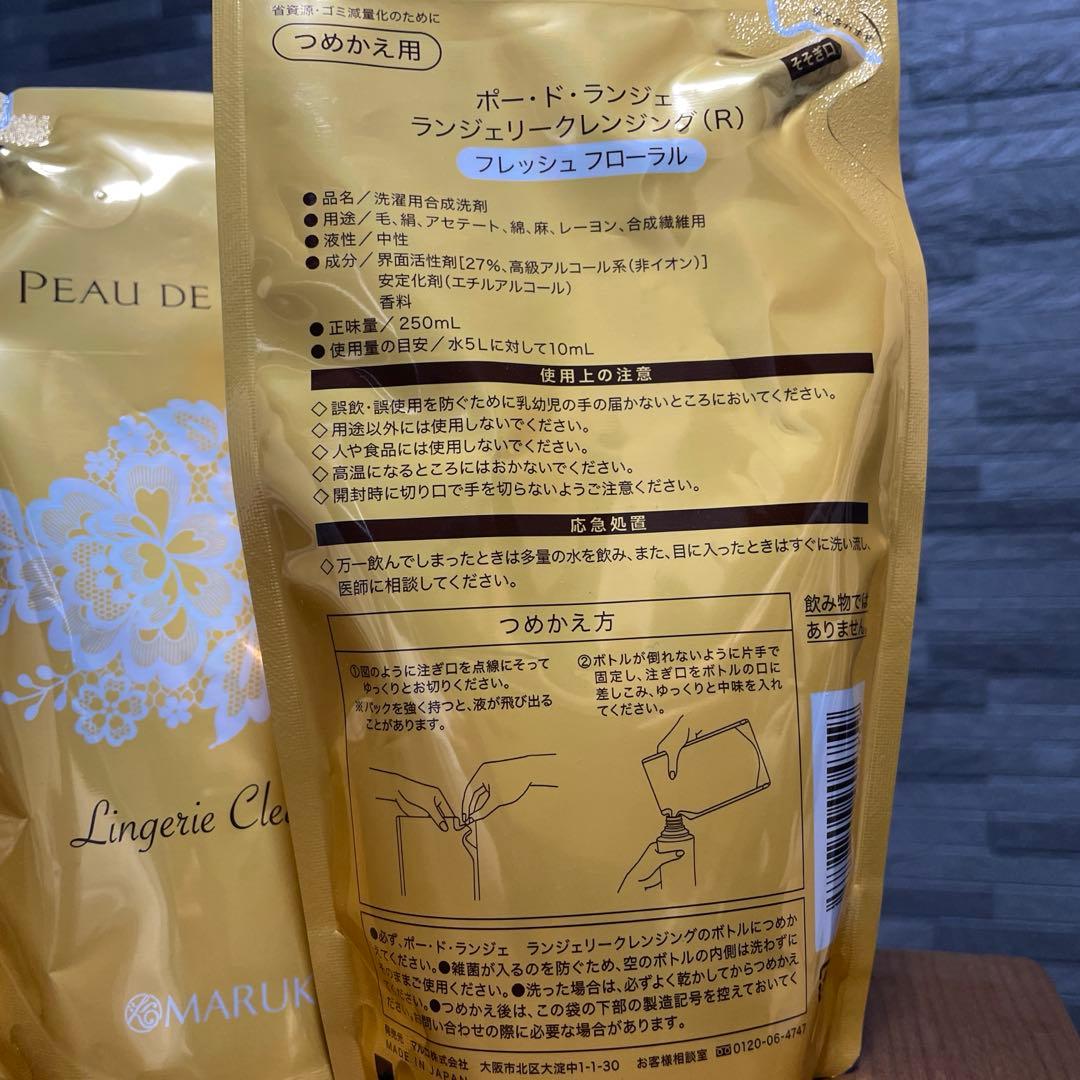 省資源・ゴミ減量化のために
つめかえ用
そそぎ口
ポー・ド・ランジェ
ランジェリークレンジング（R）
フレッシュ フローラル
●品名／洗濯用合成洗剤
●用途／毛、絹、アセテート、綿、麻、レーヨン、合成繊維用
●液性／中性
●成分／界面活性剤[27%、高級アルコール系（非イオン）]
安定化剤（エチルアルコール）
香料
●正味量／250mL
●使用量の目安／水5Lに対して10mL
使用上の注意
◇誤飲・誤使用を防ぐために乳幼児の手の届かないところにおいてください。
◇用途以外には使用しないでください。
◇人や食品には使用しないでください。
◇高温になるところにはおかないでください。
◇開封時に切り口で手を切らないようご注意ください。
応急処置
◇万一飲んでしまったときは多量の水を飲み、また、目に入ったときはすぐに洗い流し、
医師に相談してください。
飲み物では
ありません。
つめかえ方
①図のように注ぎ口を点線にそって
ゆっくりとお切りください。
※パックを強く持つと、液が飛び出る
ことがあります。
②ボトルが倒れないように片手で
固定し、注ぎ口をボトルの口に
差しこみ、ゆっくりと中味を入れ
てください。
●必ず、ポー・ド・ランジェ ランジェリークレンジングのボトルにつめか
えてください。●雑菌が入るのを防ぐため、空のボトルの内側は洗わずに
そのままご使用ください。●洗った場合は、必ずよく乾かしてからつめかえ
てください。●つめかえ後は、この袋の下部の製造記号を控えておいてく
ださい。お問い合わせの際に必要な場合があります。
発売元 マルコ株式会社 大阪市北区大淀中1-1-30 お客様相談室 0120-06-4747
MADE IN JAPAN
PEAU DE
Lingerie Cle
MARUK